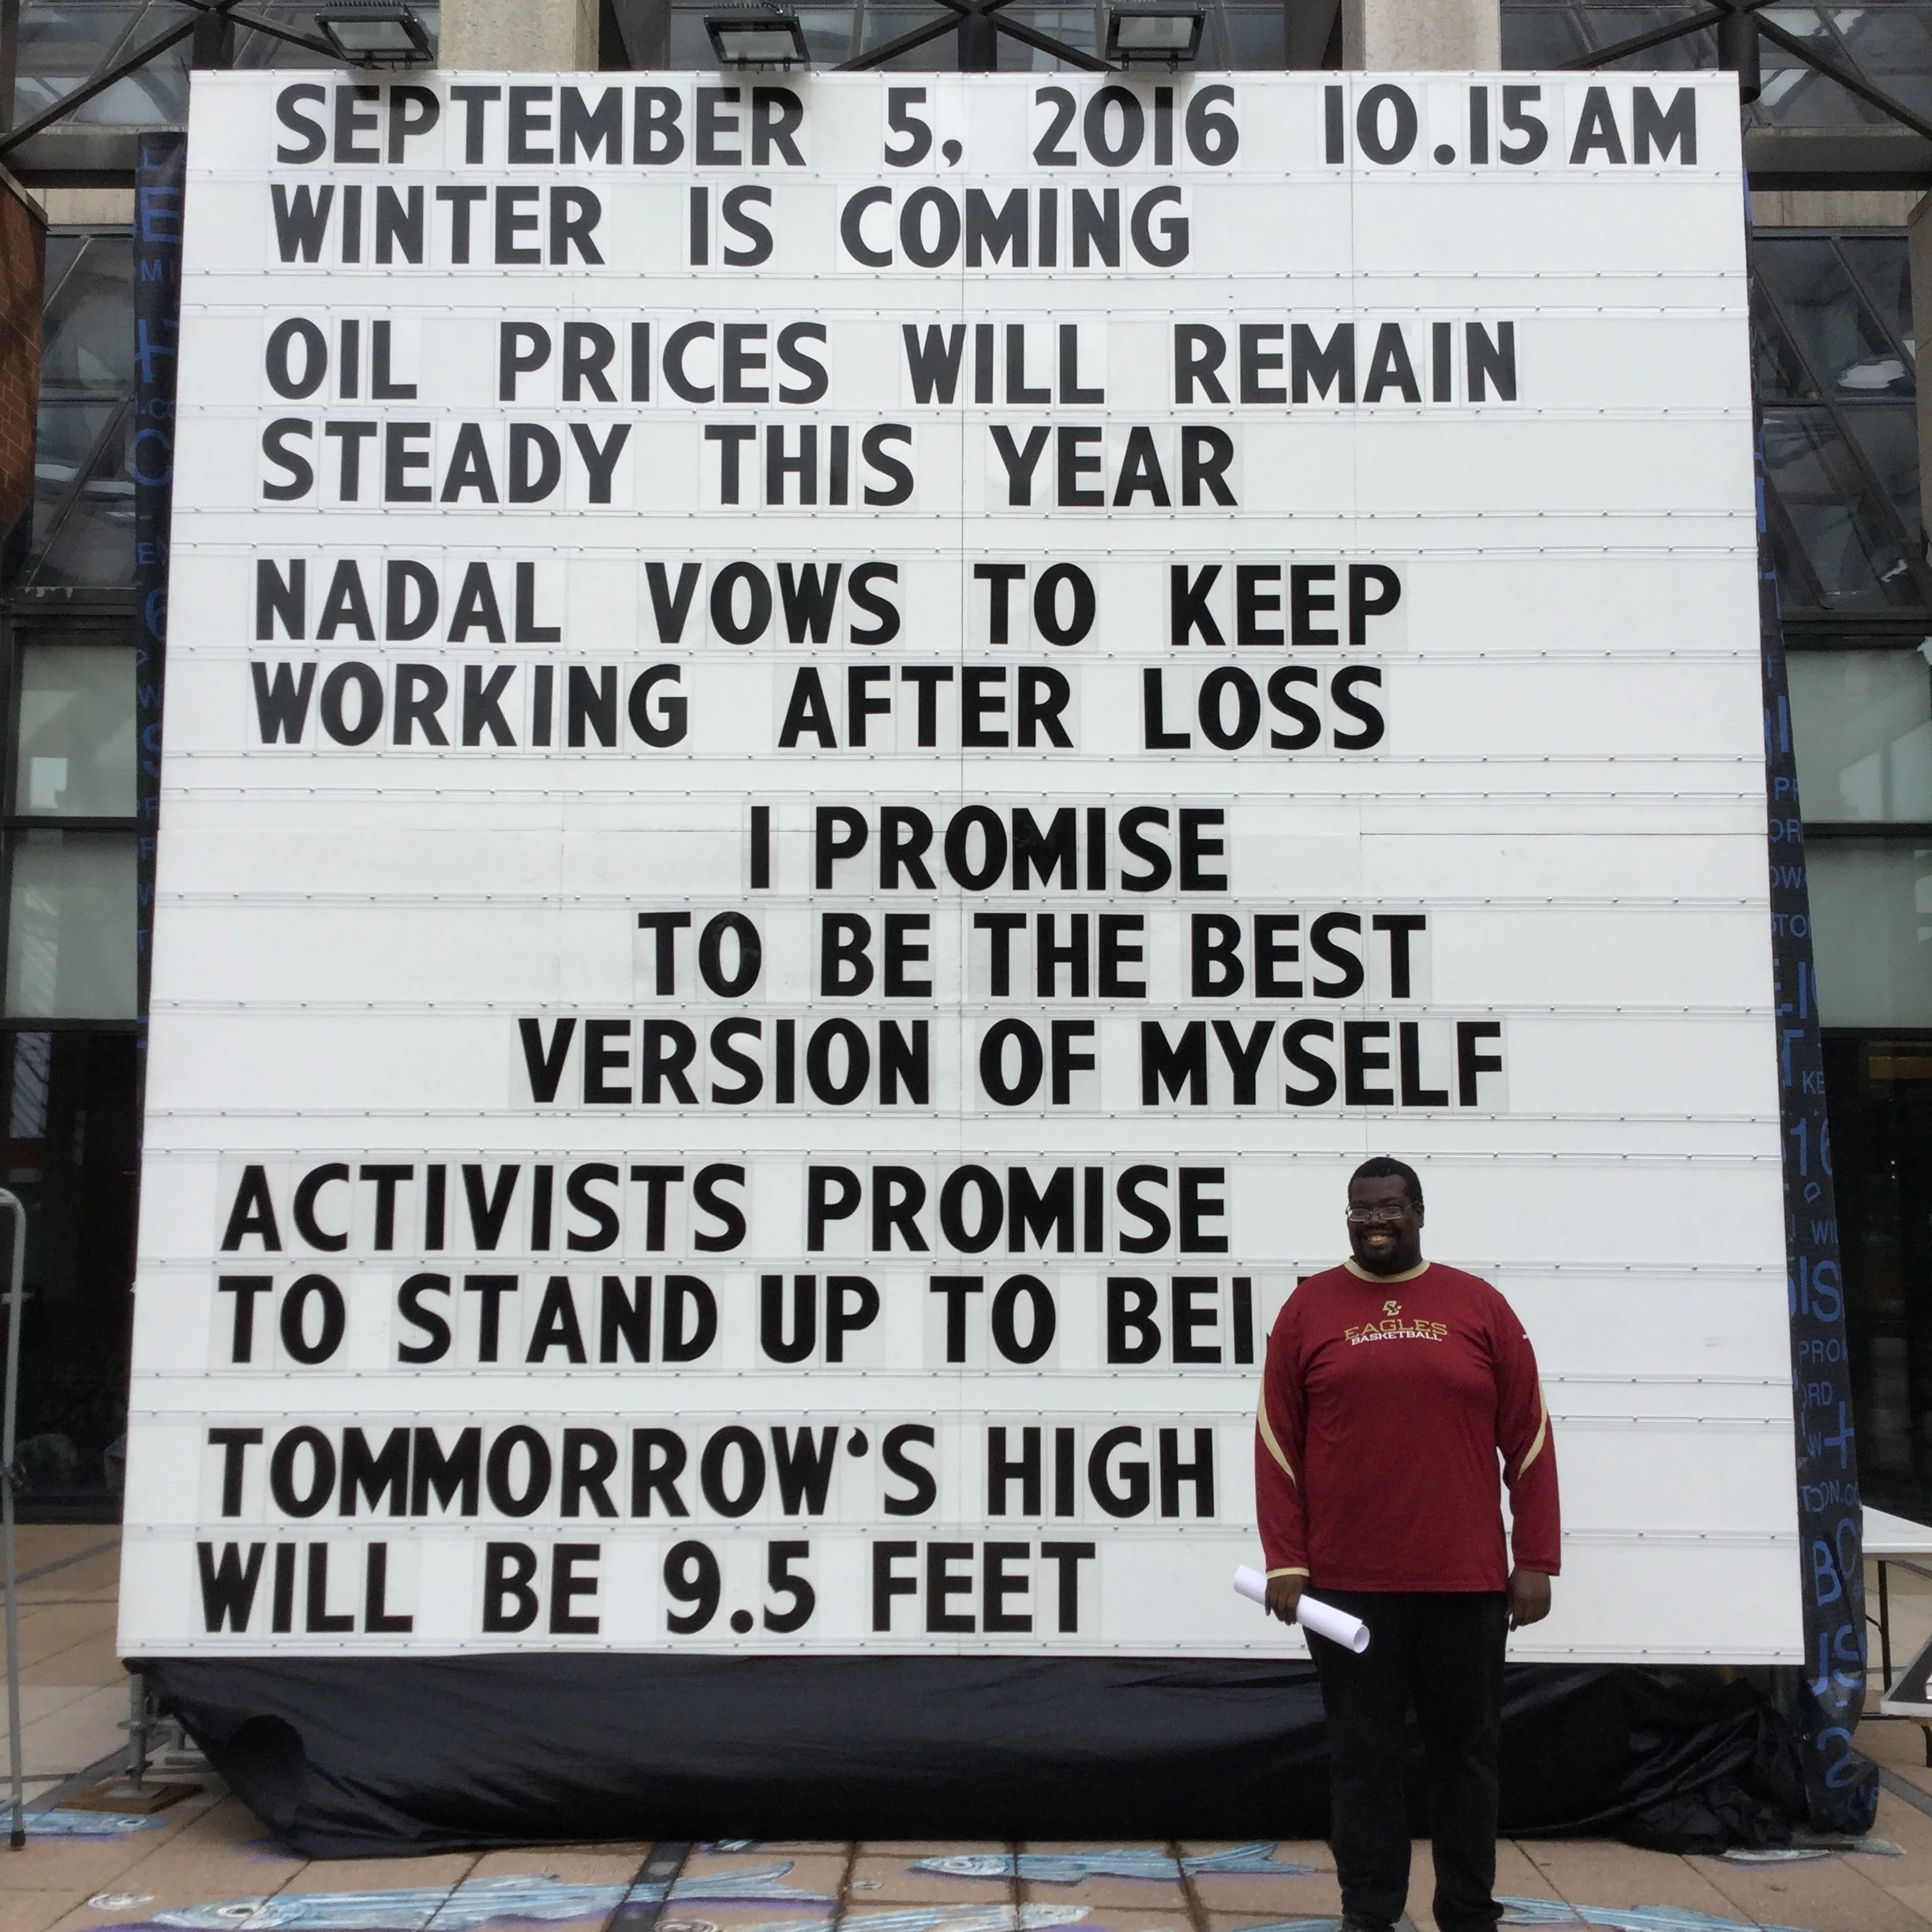 SEPTEMBER 5, 2016 10.15 AM
WINTER IS COMING
OIL PRICES WILL REMAIN
STEADY THIS YEAR
NADAL VOWS TO KEEP
WORKING AFTER LOSS
I PROMISE
TO BE THE BEST
VERSION OF MYSELF
ACTIVISTS PROMISE
TO STAND UP TO
TOMMORROW'S HIGH
WILL BE 9.5 FEET
EAGLES
BASKETBALL